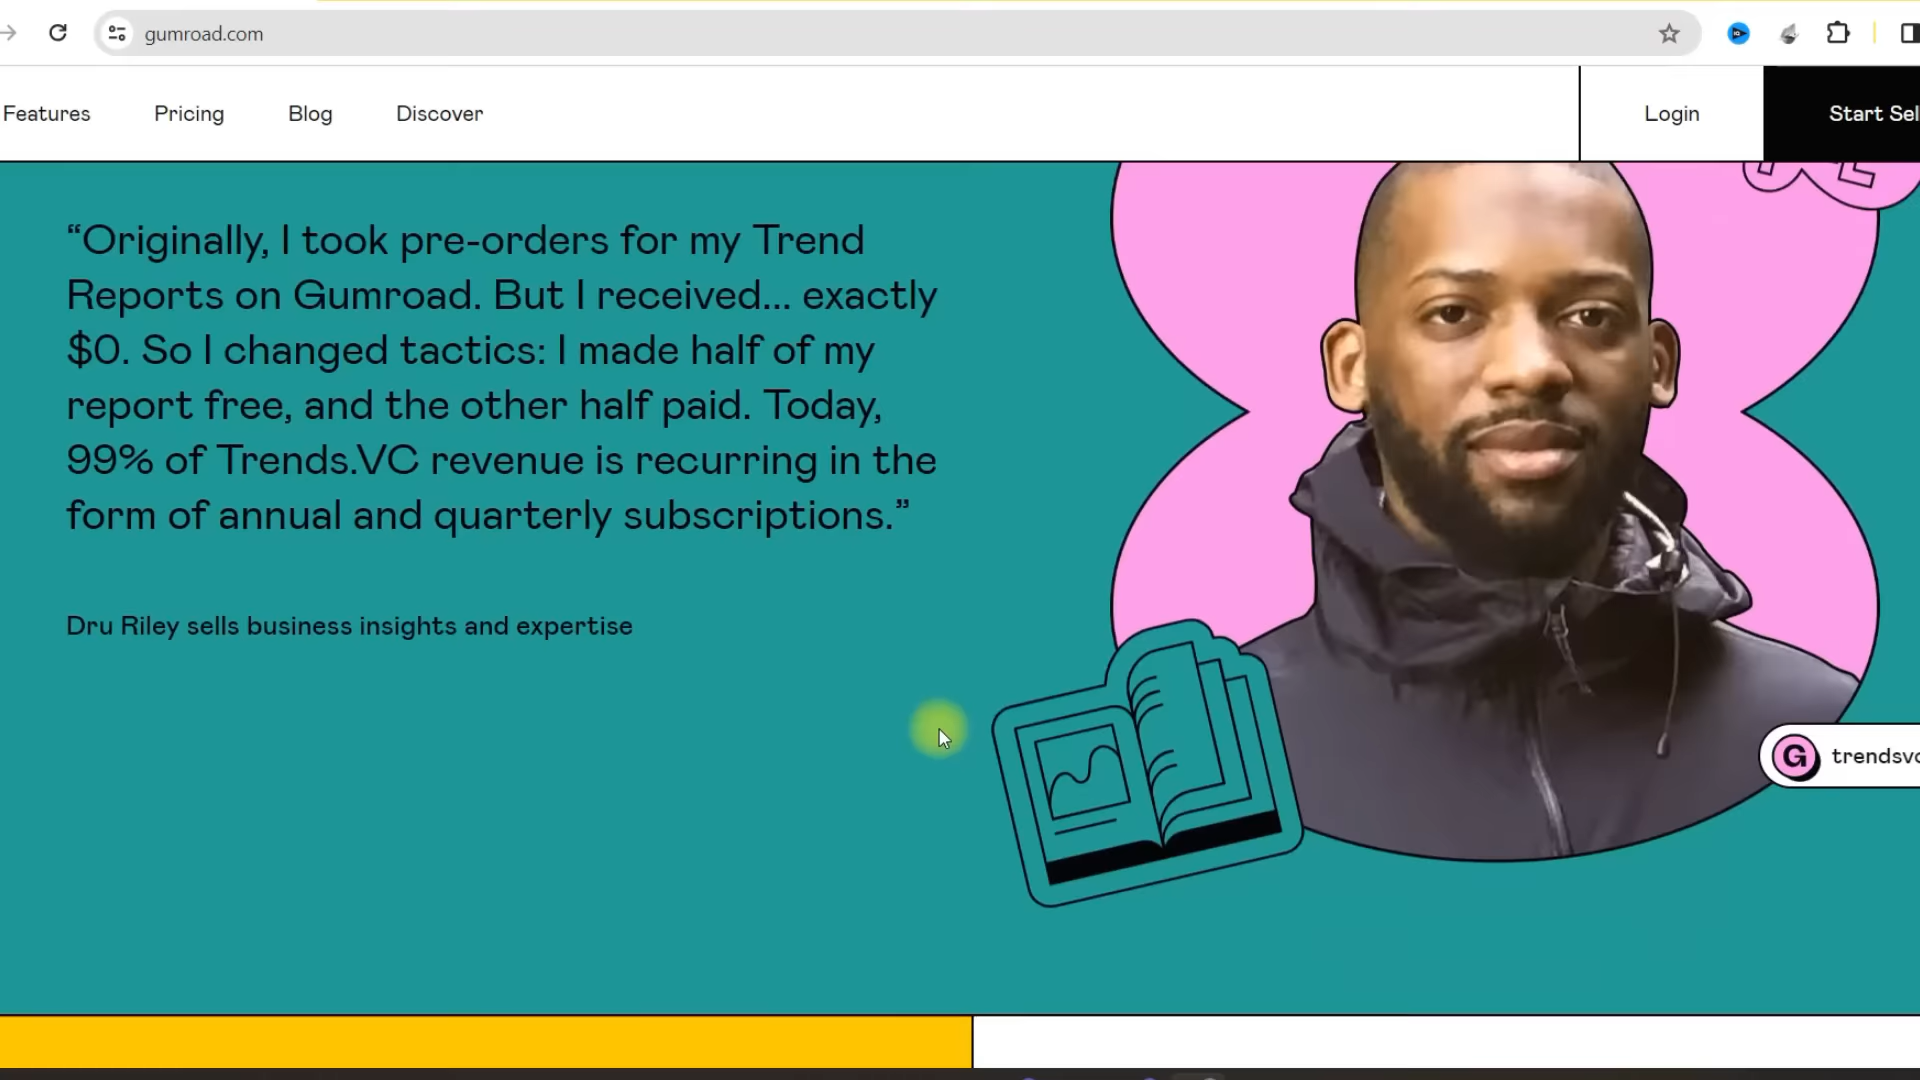 gumroad.com
Features Pricing Blog Discover Login Start Sel
“Originally, I took pre-orders for my Trend
Reports on Gumroad. But I received... exactly
$0. So I changed tactics: I made half of my
report free, and the other half paid. Today,
99% of Trends.VC revenue is recurring in the
form of annual and quarterly subscriptions.”
Dru Riley sells business insights and expertise
G trendsvc